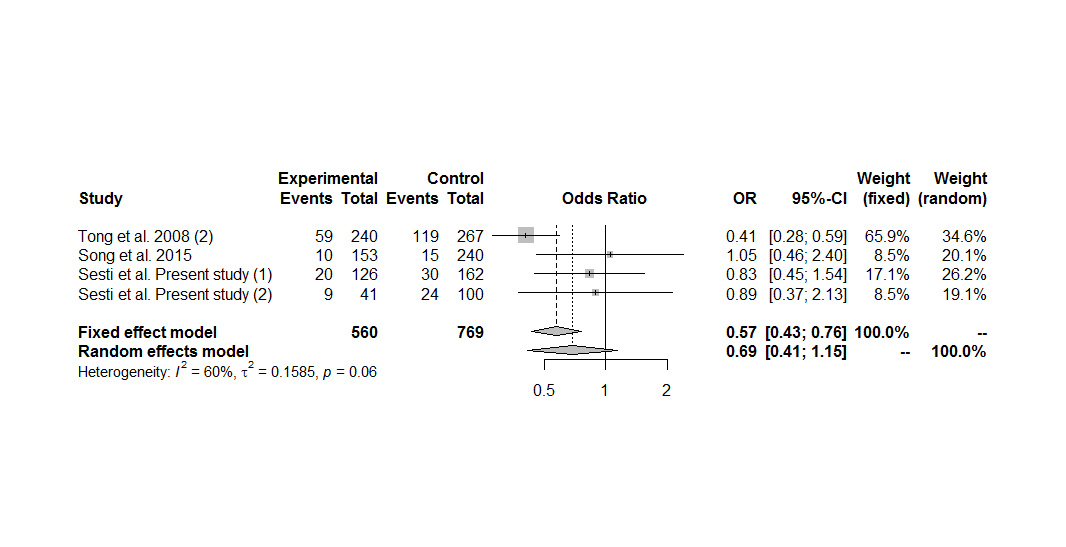 Experimental Control Weight Weight
Study Events Total Events Total Odds Ratio OR 95%-CI (fixed) (random)
Tong et al. 2008 (2) 59 240 119 267 0.41 [0.28; 0.59] 65.9% 34.6%
Song et al. 2015 10 153 15 240 1.05 [0.46; 2.40] 8.5% 20.1%
Sesti et al. Present study (1) 20 126 30 162 0.83 [0.45; 1.54] 17.1% 26.2%
Sesti et al. Present study (2) 9 41 24 100 0.89 [0.37; 2.13] 8.5% 19.1%
Fixed effect model 560 769 0.57 [0.43; 0.76] 100.0% --
Random effects model 0.69 [0.41; 1.15] -- 100.0%
Heterogeneity: I² = 60%, τ² = 0.1585, p = 0.06
0.5 1 2